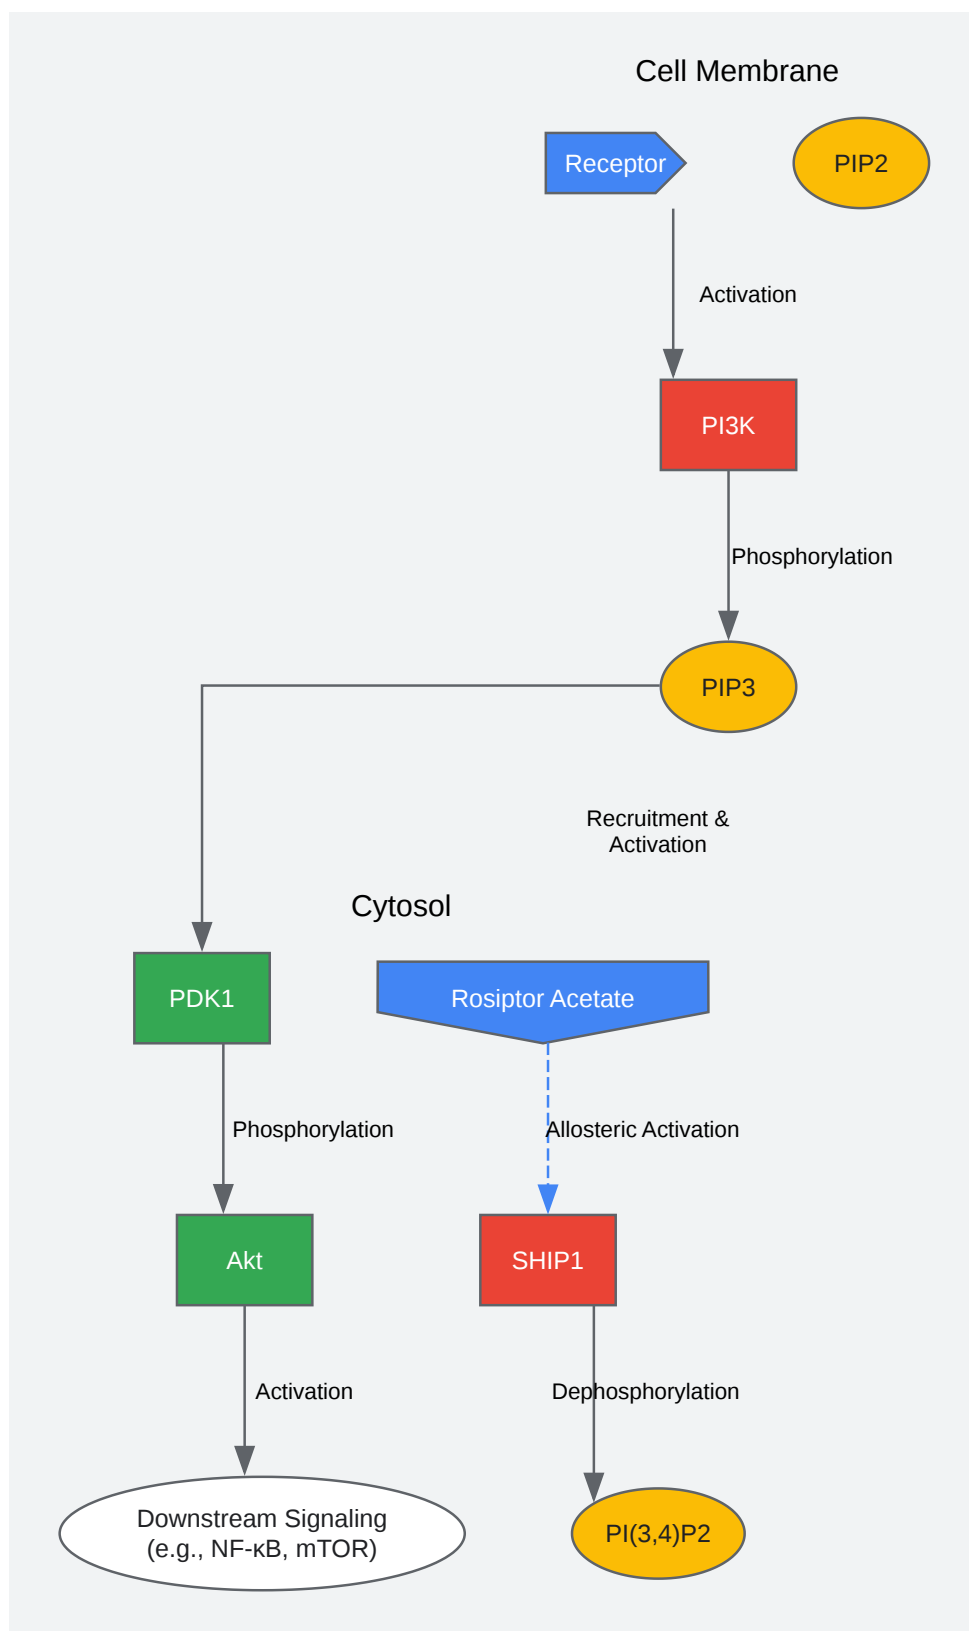 Cell Membrane
Receptor
PIP2
Activation
PI3K
Phosphorylation
PIP3
Recruitment &
Activation
Cytosol
PDK1
Rosiptor Acetate
Phosphorylation
Allosteric Activation
Akt
SHIP1
Activation
Dephosphorylation
Downstream Signaling
(e.g., NF-κB, mTOR)
PI(3,4)P2